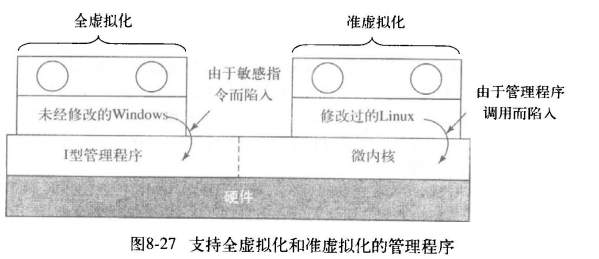 全虚拟化
准虚拟化
由于敏感指
令而陷入
未经修改的Windows
由于管理程序
调用而陷入
修改过的Linux
I型管理程序
微内核
硬件
图8-27 支持全虚拟化和准虚拟化的管理程序